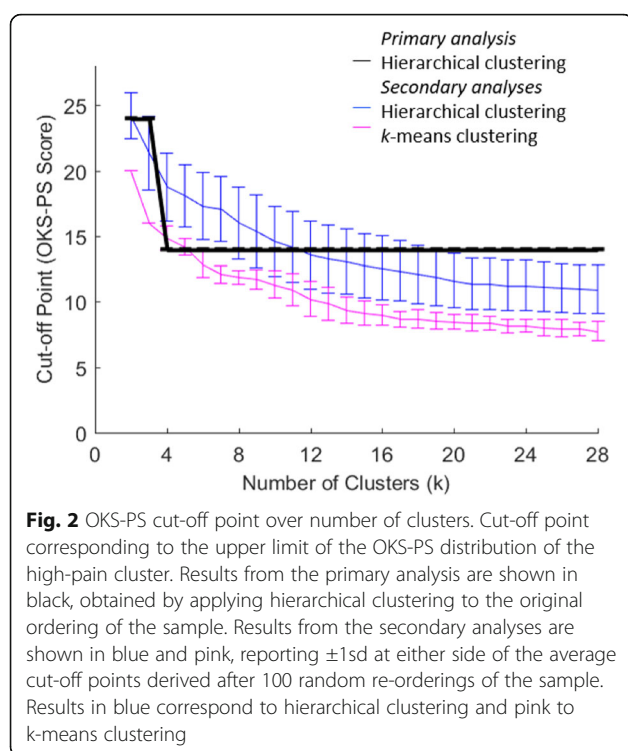 Primary analysis
Hierarchical clustering
Secondary analyses
Hierarchical clustering
k-means clustering
Cut-off Point (OKS-PS Score)
25
20
15
10
5
0
0 4 8 12 16 20 24 28
Number of Clusters (k)
Fig. 2 OKS-PS cut-off point over number of clusters. Cut-off point
corresponding to the upper limit of the OKS-PS distribution of the
high-pain cluster. Results from the primary analysis are shown in
black, obtained by applying hierarchical clustering to the original
ordering of the sample. Results from the secondary analyses are
shown in blue and pink, reporting ±1sd at either side of the average
cut-off points derived after 100 random re-orderings of the sample.
Results in blue correspond to hierarchical clustering and pink to
k-means clustering